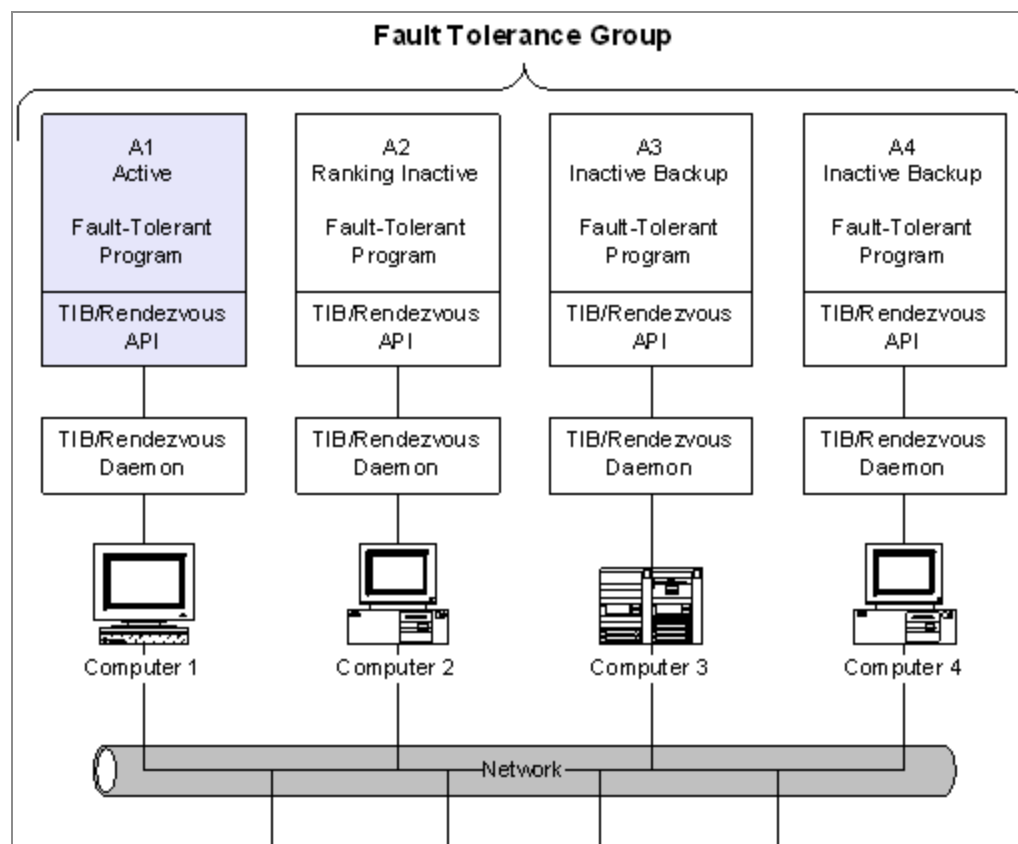 Fault Tolerance Group
A1
Active
Fault-Tolerant
Program
TIB/Rendezvous
API
A2
Ranking Inactive
Fault-Tolerant
Program
TIB/Rendezvous
API
A3
Inactive Backup
Fault-Tolerant
Program
TIB/Rendezvous
API
A4
Inactive Backup
Fault-Tolerant
Program
TIB/Rendezvous
API
TIB/Rendezvous
Daemon
TIB/Rendezvous
Daemon
TIB/Rendezvous
Daemon
TIB/Rendezvous
Daemon
Computer 1
Computer 2
Computer 3
Computer 4
Network